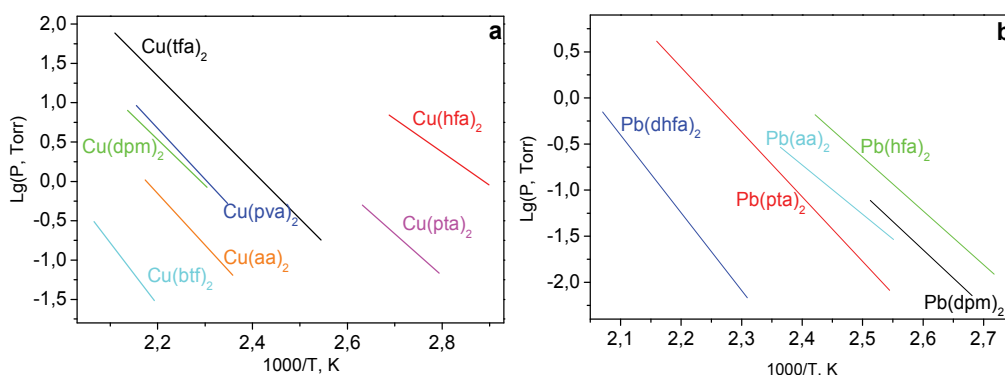 a
Lg(P, Torr)
2,0
1,5
1,0
0,5
0,0
-0,5
-1,0
-1,5
Cu(tfa)₂
Cu(hfa)₂
Cu(dpm)₂
Cu(pva)₂
Cu(pta)₂
Cu(aa)₂
Cu(btf)₂
2,2 2,4 2,6 2,8
1000/T, K
b
Lg(P, Torr)
0,5
0,0
-0,5
-1,0
-1,5
-2,0
Pb(dhfa)₂
Pb(aa)₂
Pb(hfa)₂
Pb(pta)₂
Pb(dpm)₂
2,1 2,2 2,3 2,4 2,5 2,6 2,7
1000/T, K